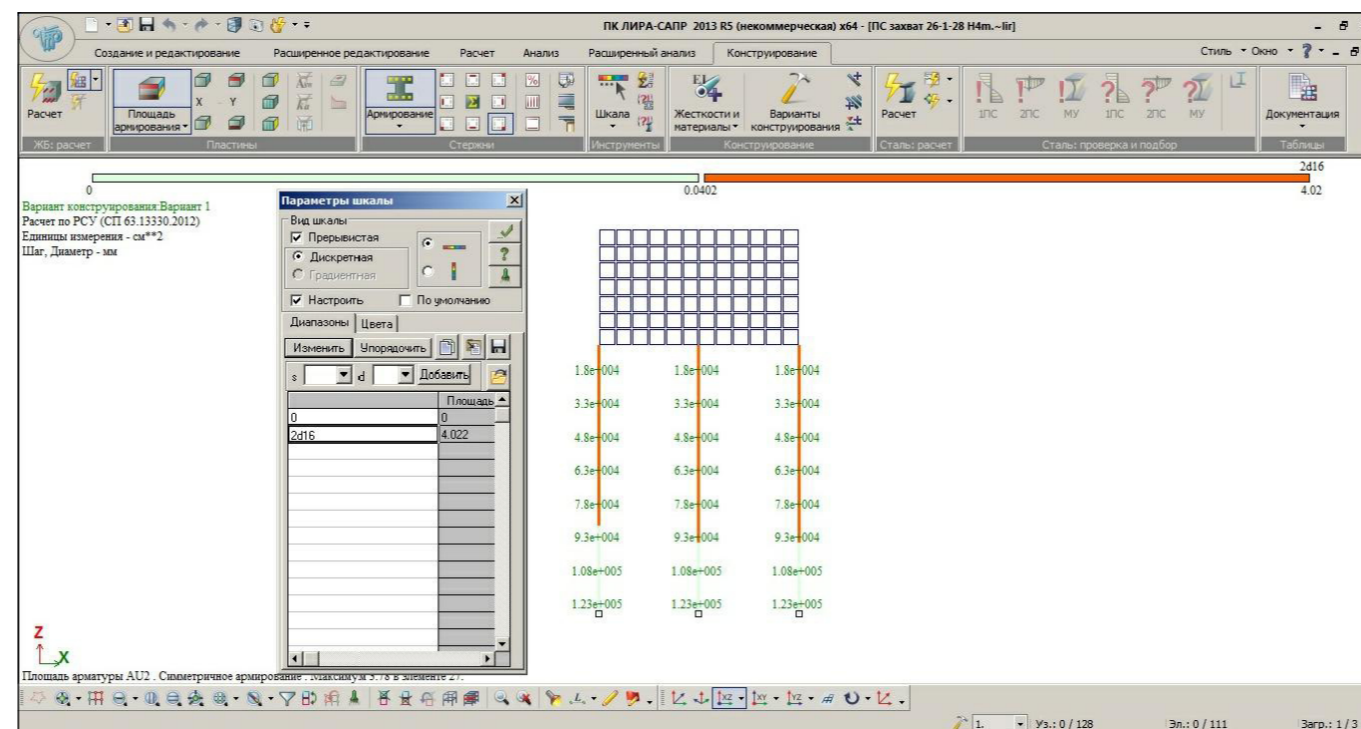 ПК ЛИРА-САПР 2013 R5 (некоммерческая) x64 - [ПС захват 26-1-28 H4m.~lir]
Создание и редактирование Расширенное редактирование Расчет Анализ Расширенный анализ Конструирование Стиль Окно ?
Расчет Площадь армирования X Y Армирование % Шкала Жесткости и материалы Варианты конструирования Расчет 1ПС 2ПС МУ 1ПС 2ПС МУ Документация
ЖБ: расчет Пластины Стержни Инструменты Конструирование Сталь: расчет Сталь: проверка и подбор Таблицы
2d16
0 0.0402 4.02
Вариант конструирования:Вариант 1
Расчет по РСУ (СП 63.13330.2012)
Единицы измерения - см**2
Шаг, Диаметр - мм
Параметры шкалы
Вид шкалы
Прерывистая
Дискретная
Градиентная
Настроить По умолчанию
Диапазоны Цвета
Изменить Упорядочить
s d Добавить
Площадь
0 0
2d16 4.022
1.8e+004 1.8e+004 1.8e+004
3.3e+004 3.3e+004 3.3e+004
4.8e+004 4.8e+004 4.8e+004
6.3e+004 6.3e+004 6.3e+004
7.8e+004 7.8e+004 7.8e+004
9.3e+004 9.3e+004 9.3e+004
1.08e+005 1.08e+005 1.08e+005
1.23e+005 1.23e+005 1.23e+005
Z
X
Площадь арматуры AU2 . Симметричное армирование . Максимум 3.78 в элементе 27.
XZ XY YZ
1. Уз.: 0 / 128 Эл.: 0 / 111 Загр.: 1 / 3